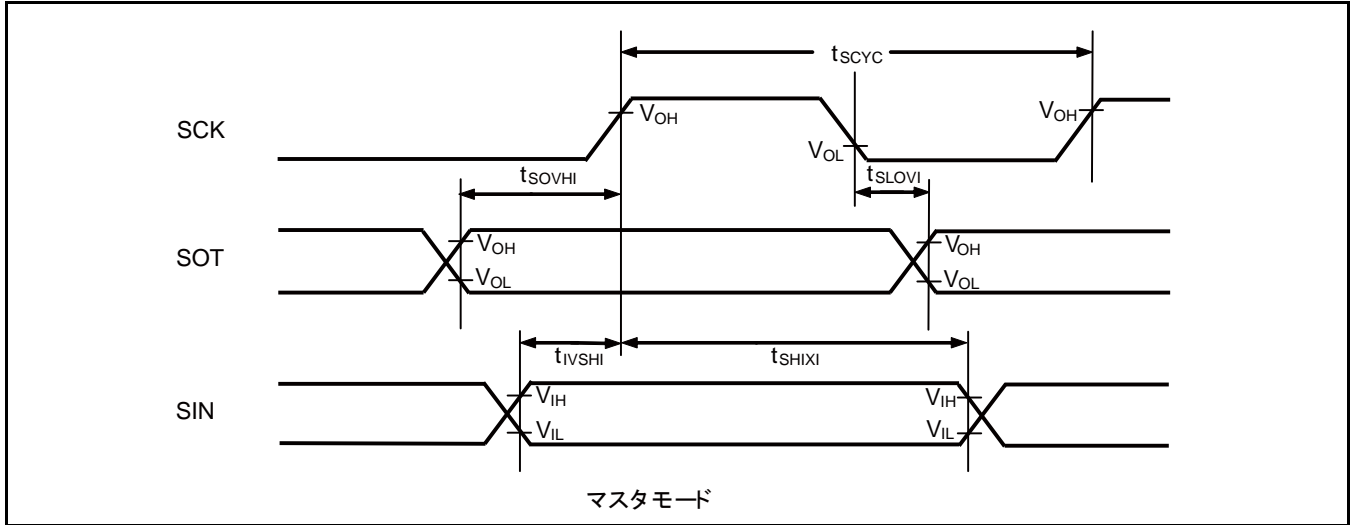 tSCYC
SCK
VOH
VOH
VOL
tSOVHI
tSLOVI
SOT
VOH
VOH
VOL
VOL
tIVSHI
tSHIXI
SIN
VIH
VIH
VIL
VIL
マスタモード